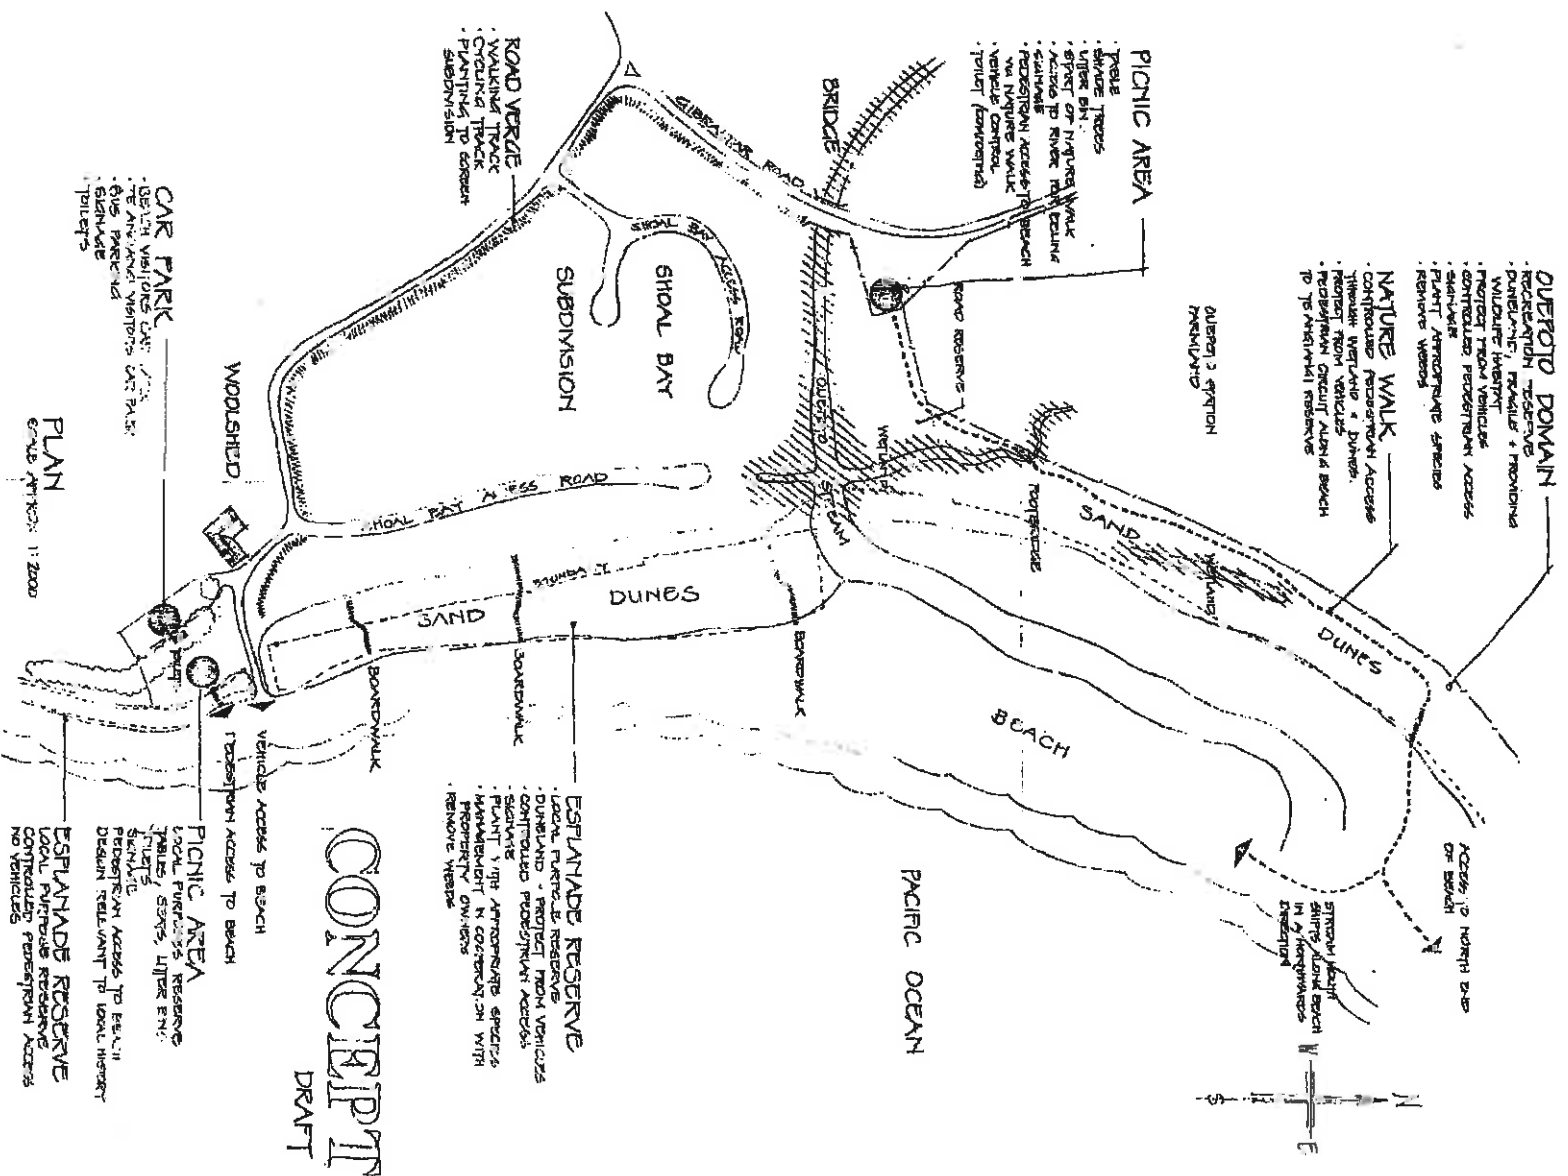 OUEPOTO DOMAIN
· RECREATION RESERVE
· DUNELAND, FRAGILE + PROVIDING
WILDLIFE HABITAT
· PROTECT FROM VEHICLES
· CONTROLLED PEDESTRIAN ACCESS
· SIGNAGE
· PLANT APPROPRIATE SPECIES
· REMOVE WEEDS
NATURE WALK
· CONTROLLED PEDESTRIAN ACCESS
THROUGH WETLAND + DUNES.
· PROTECT FROM VEHICLES
· PEDESTRIAN CIRCUIT ALONG BEACH
TO TE ANGIANGI RESERVE
ACCESS TO NORTH END
OF BEACH
STREAM MOUTH
SHIFTS ALONG BEACH
IN A NORTHWARDS
DIRECTION
N
W
E
S
PICNIC AREA
· TABLE
· SHADE TREES
· LITTER BIN.
· START OF NATURE WALK
· ACCESS TO RIVER FOR EELING
· SIGNAGE
· PEDESTRIAN ACCESS TO BEACH
VIA NATURE WALK
· VEHICLE CONTROL
· TOILET (COMPOSTING)
STATION
FARMLAND
ROAD RESERVE
WETLAND
FOOTBRIDGE
SAND
WETLAND
DUNES
BEACH
PACIFIC OCEAN
BRIDGE
GIBRALTAR ROAD
OUEPOTO
STREAM
SHOAL BAY ACCESS ROAD
SHOAL BAY
SUBDIVISION
SHOAL BAY ACCESS ROAD
SAND
DUNES
BOARDWALK
BOARDWALK
BOARDWALK
ROAD VERGE
· WALKING TRACK
· CYCLING TRACK
· PLANTING TO SCREEN
SUBDIVISION
ESPLANADE RESERVE
· LOCAL PURPOSE RESERVE
· DUNELAND + PROTECT FROM VEHICLES
· CONTROLLED PEDESTRIAN ACCESS
· SIGNAGE
· PLANT WITH APPROPRIATE SPECIES
· MANAGEMENT IN COOPERATION WITH
PROPERTY OWNERS
· REMOVE WEEDS
WOOLSHED
CAR PARK
· BEACH VISITORS CAR PARK
· TE ANGIANGI VISITORS CAR PARK
· BUS PARKING
· SIGNAGE
· TOILETS
TOILET
VEHICLE ACCESS TO BEACH
PEDESTRIAN ACCESS TO BEACH
PICNIC AREA
LOCAL PURPOSE RESERVE
TABLES, SEATS, LITTER BINS
TOILETS
SIGNAGE
PEDESTRIAN ACCESS TO BEACH
DESIGN RELEVANT TO LOCAL HISTORY
ESPLANADE RESERVE
LOCAL PURPOSE RESERVE
CONTROLLED PEDESTRIAN ACCESS
NO VEHICLES
PLAN
SCALE APPROX 1:2000
CONCEPT
DRAFT